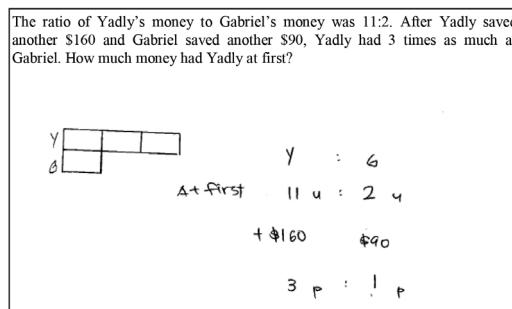 The ratio of Yadly's money to Gabriel's money was 11:2. After Yadly save
another $160 and Gabriel saved another $90, Yadly had 3 times as much a
Gabriel. How much money had Yadly at first?
Y
G
Y : G
At first 11 u : 2 u
+ $160 $90
3 p : 1 p